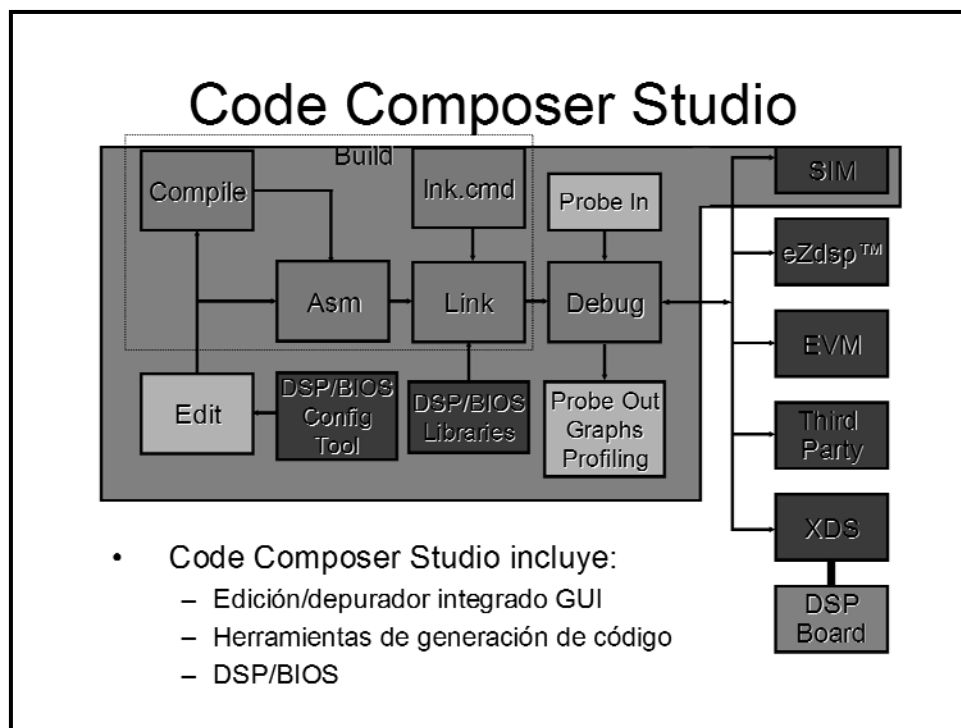 Code Composer Studio
Build
SIM
Compile
lnk.cmd
Probe In
eZdsp™
Asm
Link
Debug
EVM
Edit
DSP/BIOS
Config
Tool
DSP/BIOS
Libraries
Probe Out
Graphs
Profiling
Third
Party
XDS
DSP
Board
• Code Composer Studio incluye:
– Edición/depurador integrado GUI
– Herramientas de generación de código
– DSP/BIOS